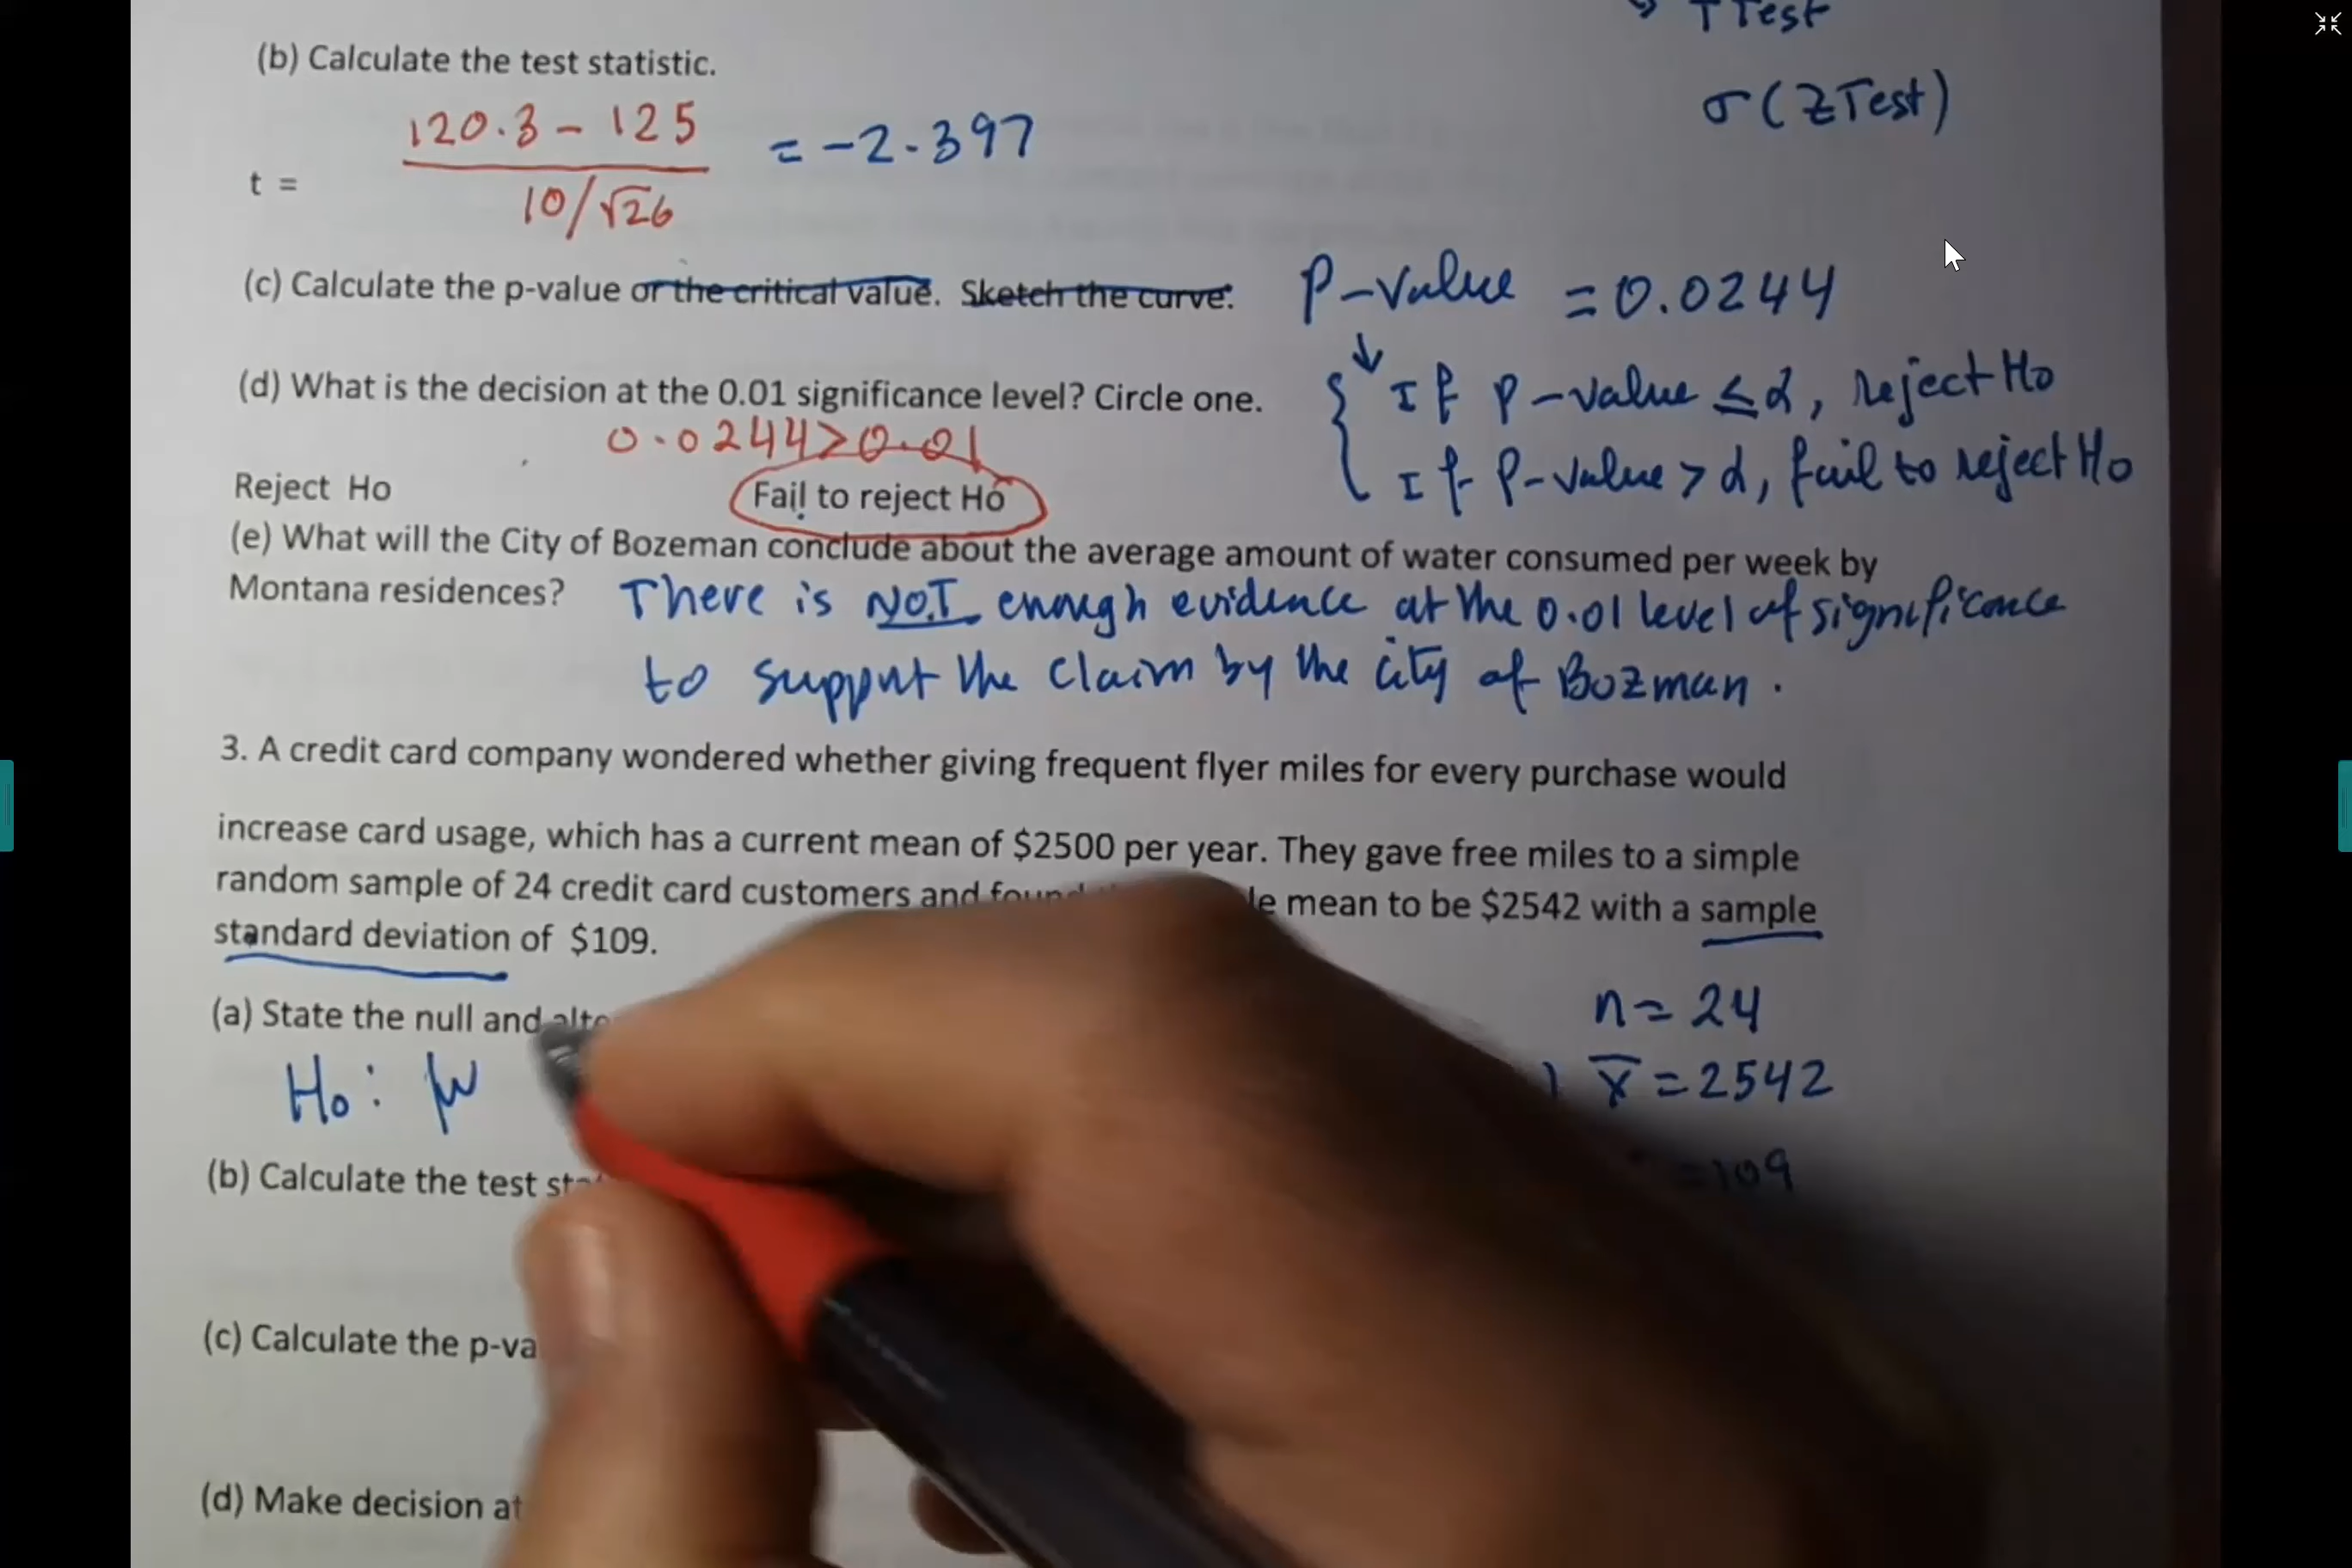 TTest
(b) Calculate the test statistic.
σ(ZTest)
t = 120.3 - 125 / 10/√26 = -2.397
(c) Calculate the p-value or the critical value. Sketch the curve.
P-value = 0.0244
(d) What is the decision at the 0.01 significance level? Circle one.
If P-value ≤ α, reject Ho
0.0244 > 0.01
If P-value > α, fail to reject Ho
Reject Ho Fail to reject Ho
(e) What will the City of Bozeman conclude about the average amount of water consumed per week by
Montana residences?
There is NOT enough evidence at the 0.01 level of significance
to support the claim by the city of Bozman.
3. A credit card company wondered whether giving frequent flyer miles for every purchase would
increase card usage, which has a current mean of $2500 per year. They gave free miles to a simple
random sample of 24 credit card customers and mean to be $2542 with a sample
standard deviation of $109.
(a) State the null and
n = 24
Ho: μ
x̄ = 2542
= 109
(b) Calculate the test
(c) Calculate the
(d) Make decision at